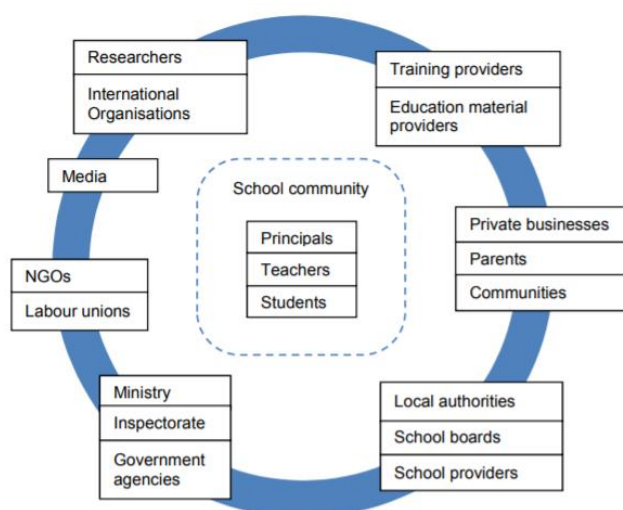 Researchers
International
Organisations
Training providers
Education material
providers
Media
School community
Principals
Teachers
Students
Private businesses
Parents
Communities
NGOs
Labour unions
Ministry
Inspectorate
Government
agencies
Local authorities
School boards
School providers